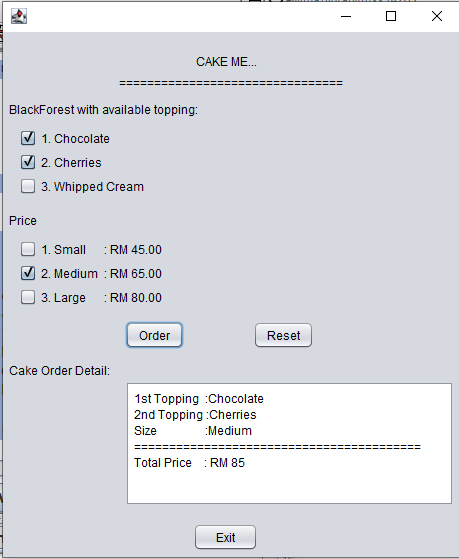 CAKE ME...
================================
BlackForest with available topping:
1. Chocolate
2. Cherries
3. Whipped Cream
Price
1. Small : RM 45.00
2. Medium : RM 65.00
3. Large : RM 80.00
Order Reset
Cake Order Detail:
1st Topping :Chocolate
2nd Topping :Cherries
Size :Medium
=========================================
Total Price : RM 85
Exit